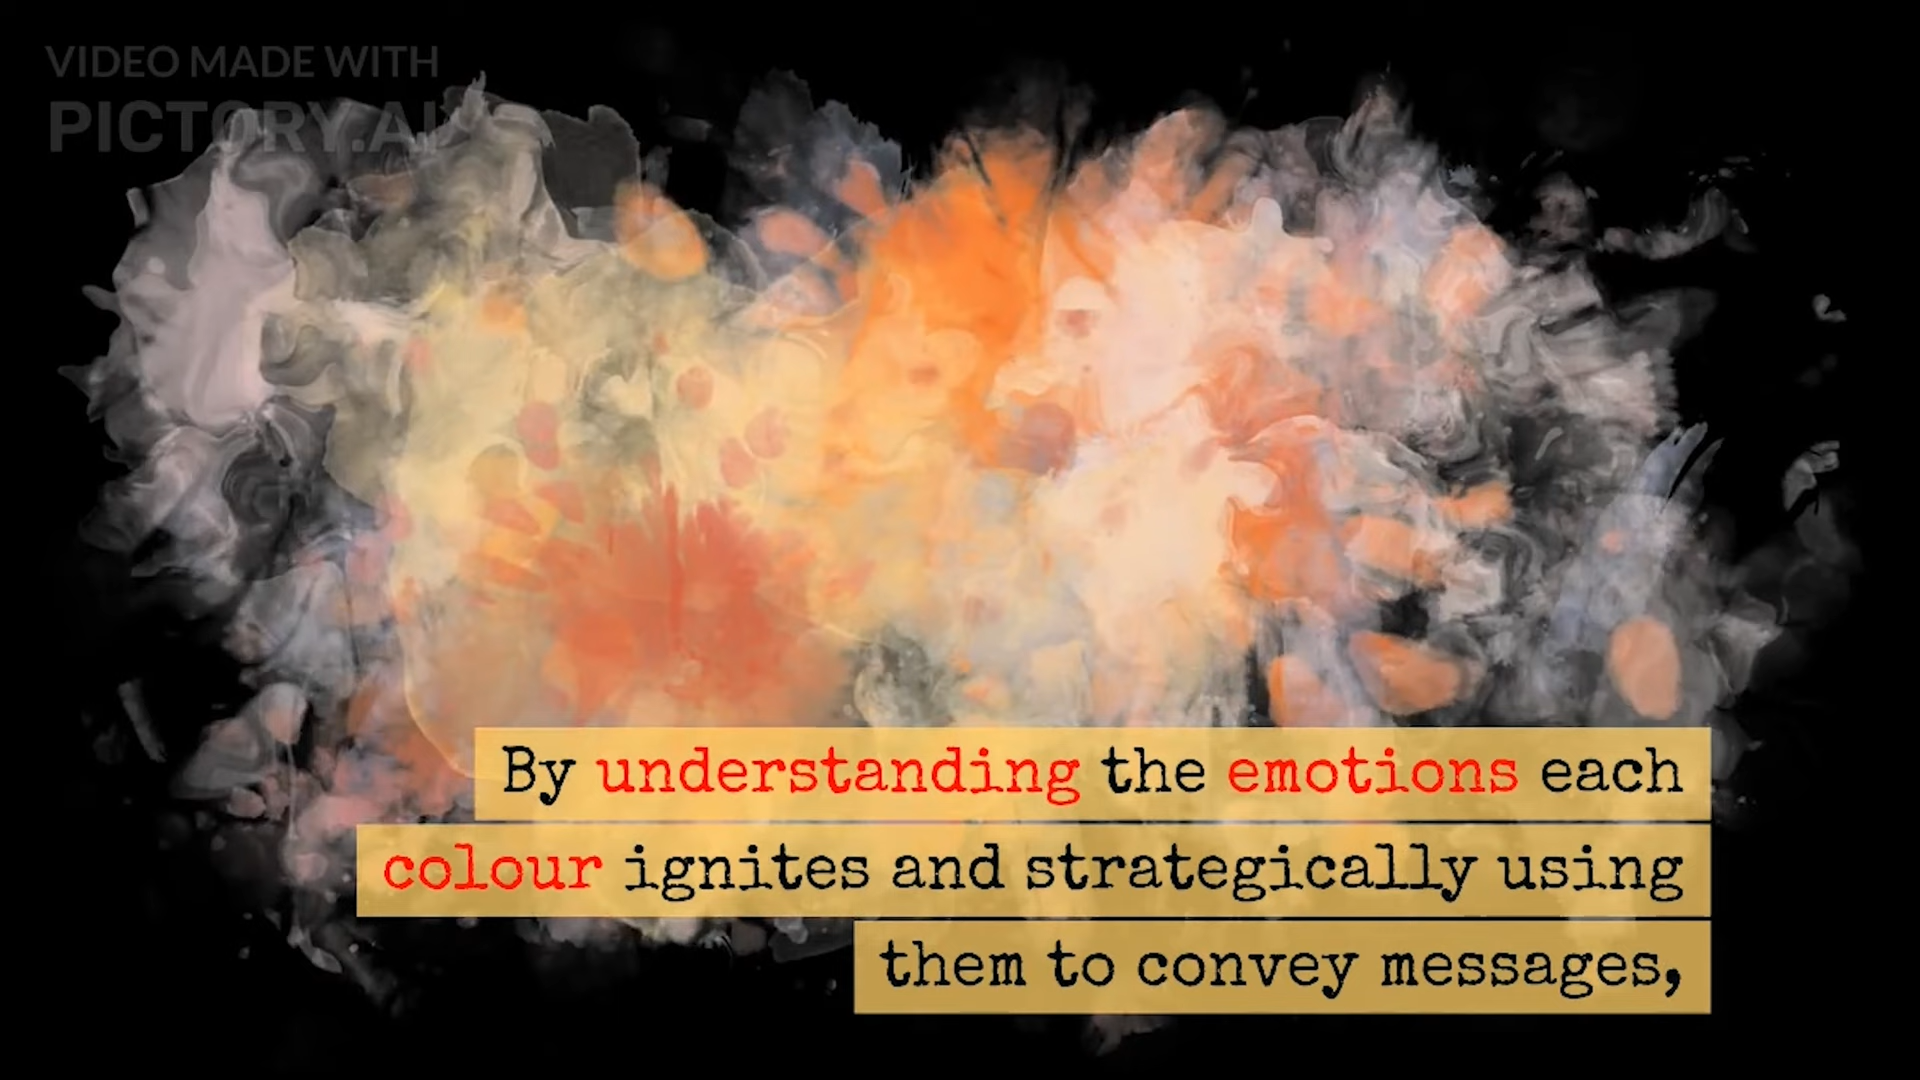 VIDEO MADE WITH
PICTORY.AI
By understanding the emotions each
colour ignites and strategically using
them to convey messages,